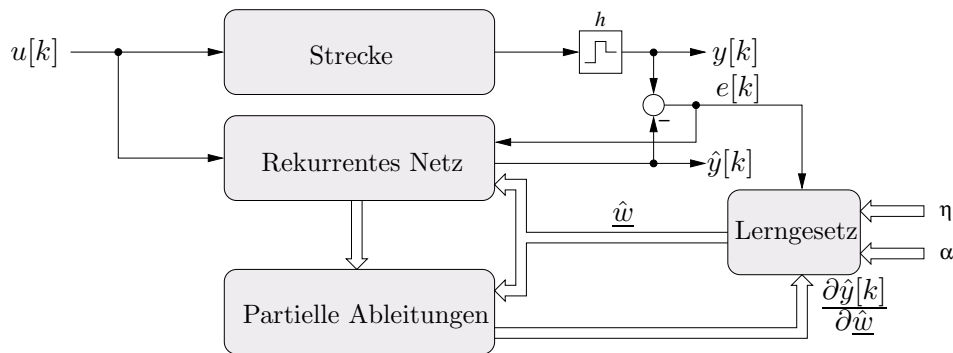 h
u[k]
Strecke
y[k]
e[k]
−
Rekurrentes Netz
ŷ[k]
ŵ
Lerngesetz
η
α
Partielle Ableitungen
∂ŷ[k]
∂ŵ